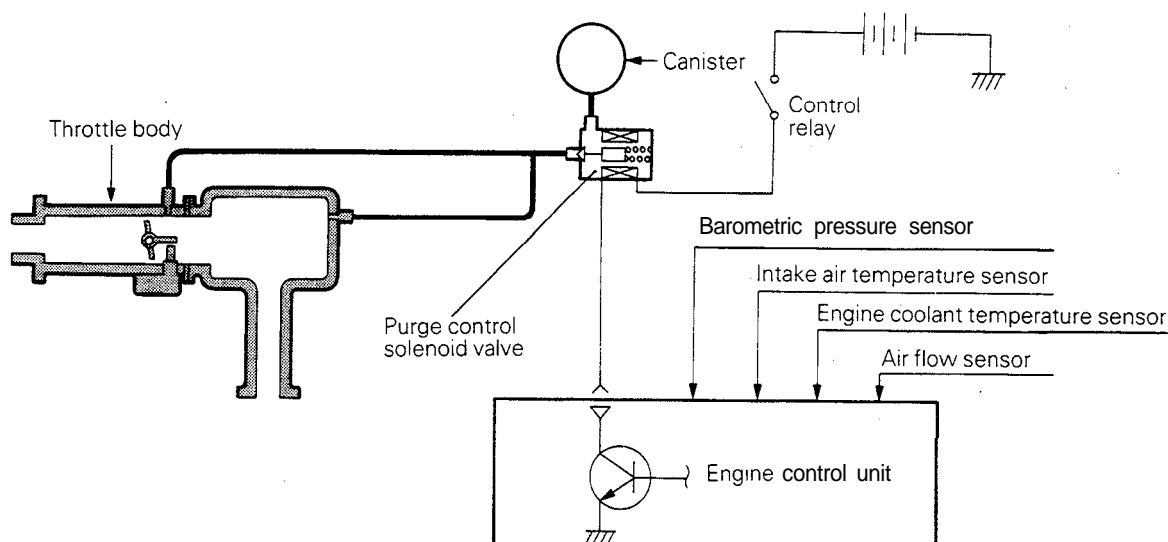 Canister
Control
relay
Throttle body
Barometric pressure sensor
Intake air temperature sensor
Engine coolant temperature sensor
Air flow sensor
Purge control
solenoid valve
Engine control unit